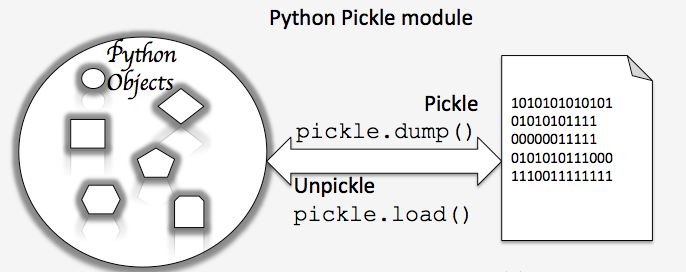 Python Pickle module
Python
Objects
Pickle
pickle.dump()
Unpickle
pickle.load()
1010101010101
01010101111
00000011111
0101010111000
1110011111111